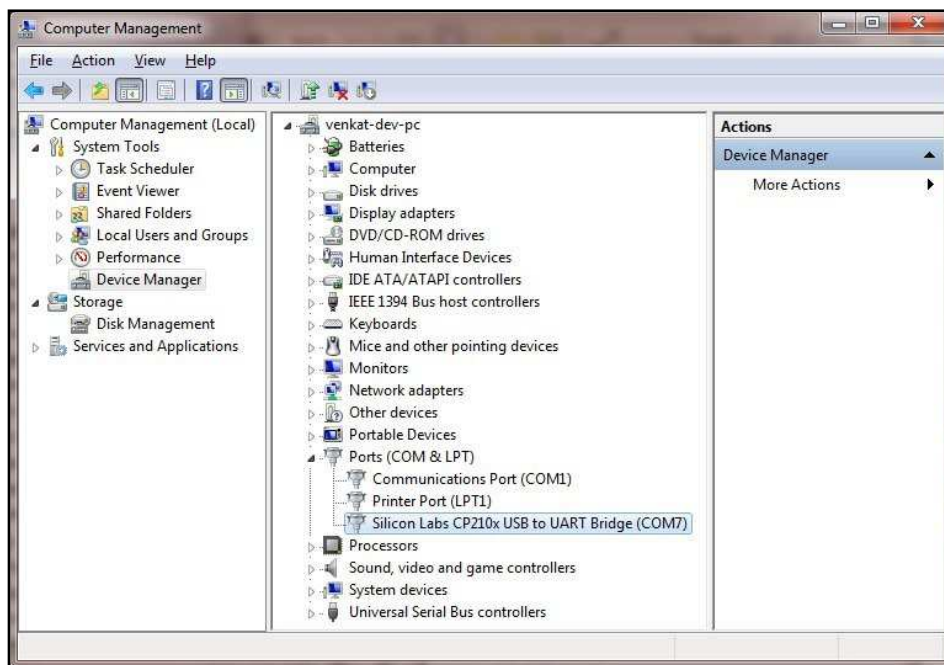 Computer Management
File Action View Help
Computer Management (Local)
System Tools
Task Scheduler
Event Viewer
Shared Folders
Local Users and Groups
Performance
Device Manager
Storage
Disk Management
Services and Applications
venkat-dev-pc
Batteries
Computer
Disk drives
Display adapters
DVD/CD-ROM drives
Human Interface Devices
IDE ATA/ATAPI controllers
IEEE 1394 Bus host controllers
Keyboards
Mice and other pointing devices
Monitors
Network adapters
Other devices
Portable Devices
Ports (COM & LPT)
Communications Port (COM1)
Printer Port (LPT1)
Silicon Labs CP210x USB to UART Bridge (COM7)
Processors
Sound, video and game controllers
System devices
Universal Serial Bus controllers
Actions
Device Manager
More Actions